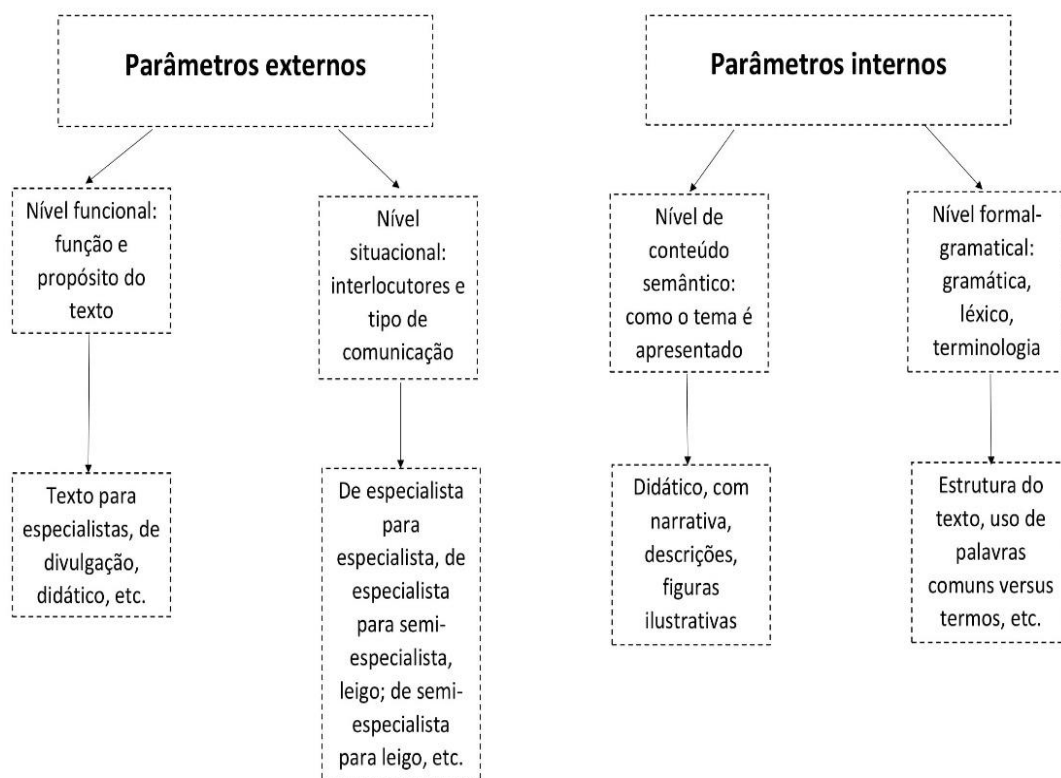 Parâmetros externos
Parâmetros internos
Nível funcional:
função e
propósito do
texto
Nível
situacional:
interlocutores e
tipo de
comunicação
Nível de
conteúdo
semântico:
como o tema é
apresentado
Nível formal-
gramatical:
gramática,
léxico,
terminologia
Texto para
especialistas, de
divulgação,
didático, etc.
De especialista
para
especialista, de
especialista
para semi-
especialista,
leigo; de semi-
especialista
para leigo, etc.
Didático, com
narrativa,
descrições,
figuras
ilustrativas
Estrutura do
texto, uso de
palavras
comuns versus
termos, etc.